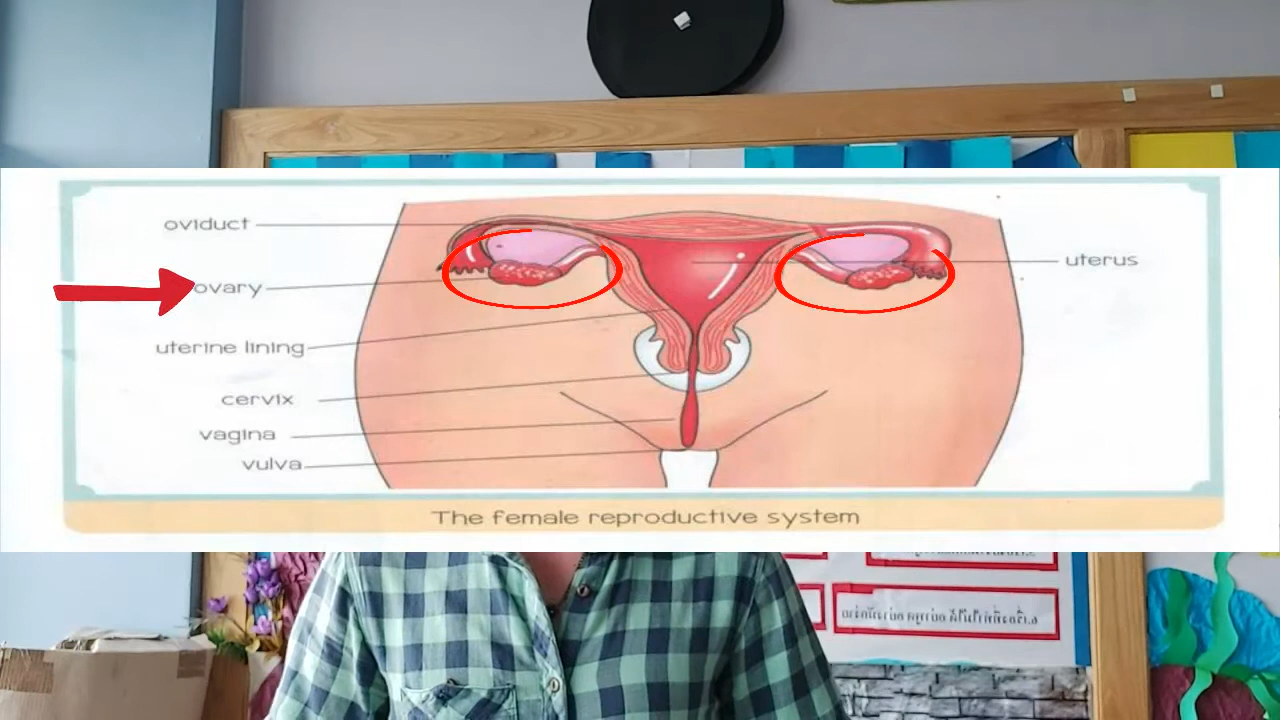 oviduct
ovary
uterine lining
cervix
vagina
vulva
uterus
The female reproductive system